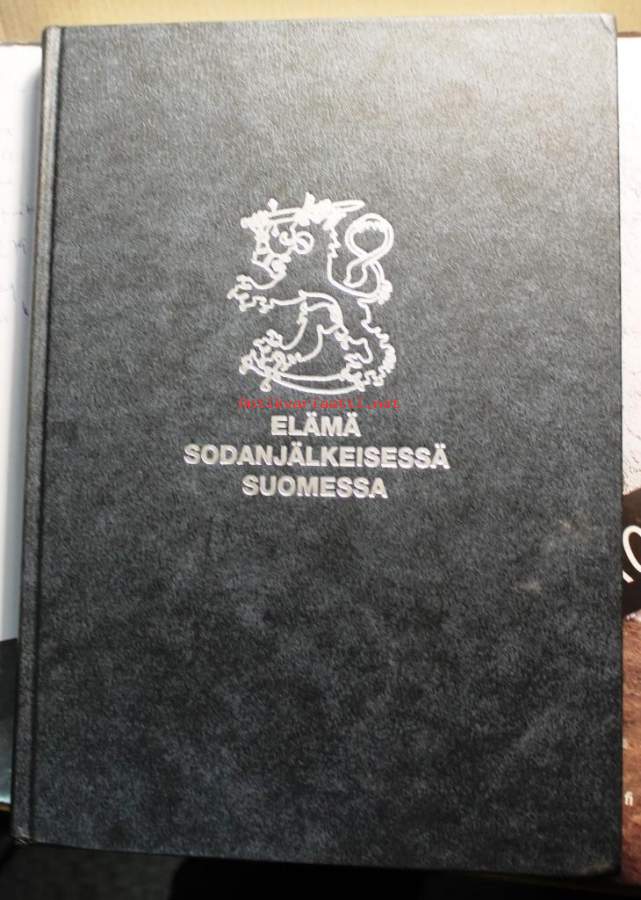 antikvariaatti.net
ELÄMÄ
SODANJÄLKEISESSÄ
SUOMESSA